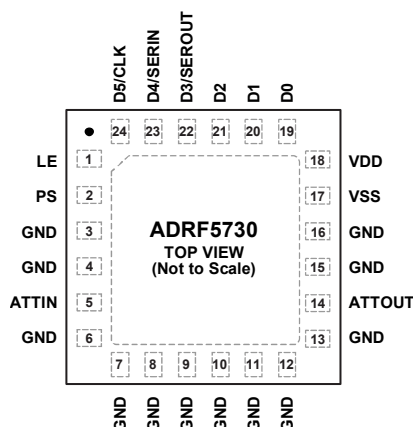 D5/CLK
D4/SERIN
D3/SEROUT
D2
D1
D0
24
23
22
21
20
19
LE 1
18 VDD
PS 2
17 VSS
GND 3
16 GND
GND 4
15 GND
ATTIN 5
14 ATTOUT
GND 6
13 GND
ADRF5730
TOP VIEW
(Not to Scale)
7
8
9
10
11
12
GND
GND
GND
GND
GND
GND